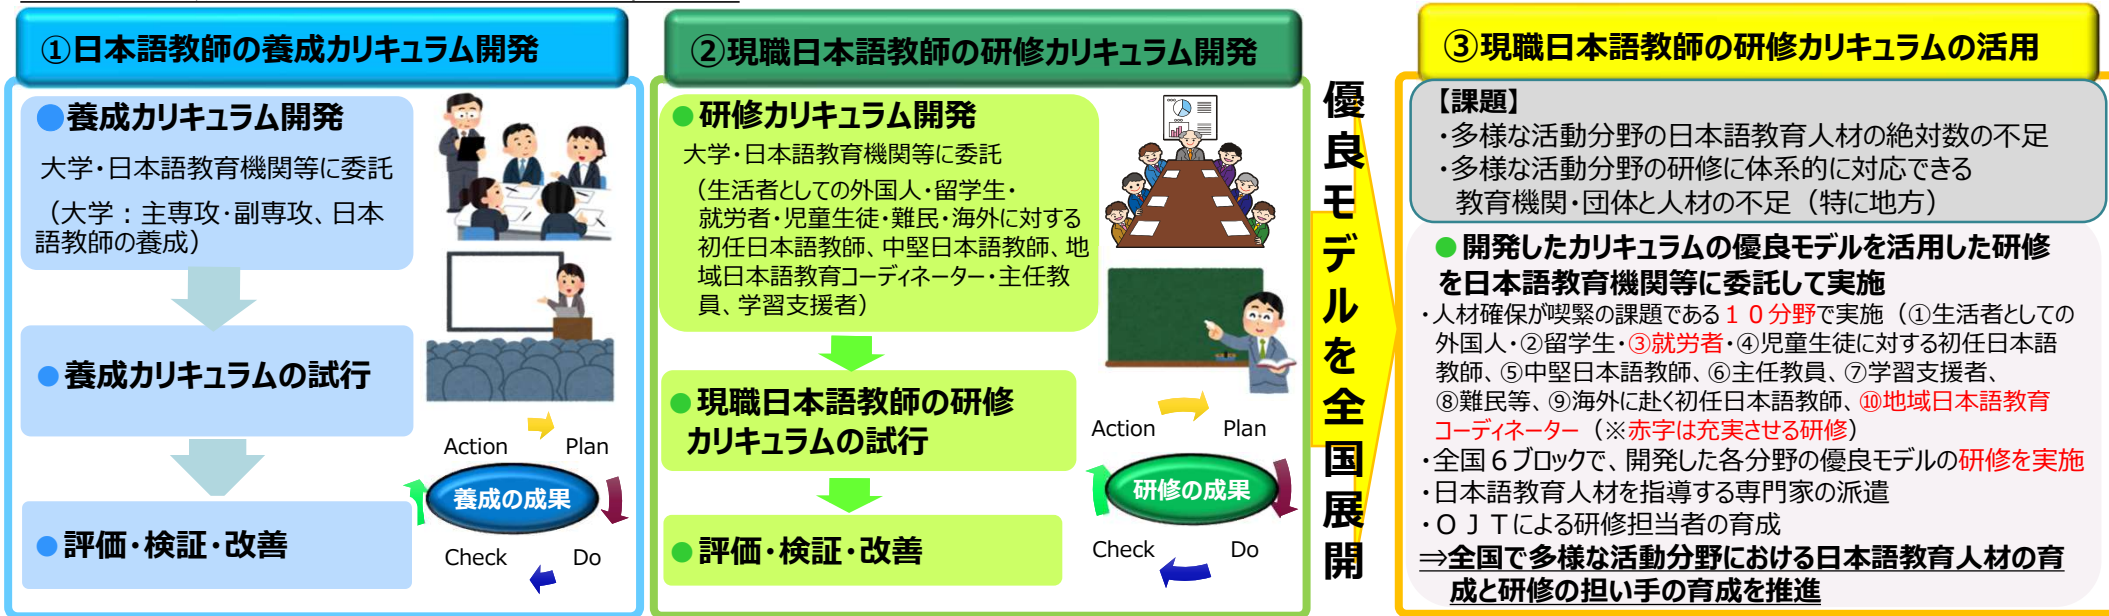 ①日本語教師の養成カリキュラム開発
●養成カリキュラム開発
大学・日本語教育機関等に委託
（大学：主専攻・副専攻、日本
語教師の養成）
●養成カリキュラムの試行
●評価・検証・改善
Action
Plan
養成の成果
Check
Do
②現職日本語教師の研修カリキュラム開発
●研修カリキュラム開発
大学・日本語教育機関等に委託
（生活者としての外国人・留学生・
就労者・児童生徒・難民・海外に対する
初任日本語教師、中堅日本語教師、地
域日本語教育コーディネーター・主任教
員、学習支援者）
●現職日本語教師の研修
カリキュラムの試行
●評価・検証・改善
Action
Plan
研修の成果
Check
Do
優良モデルを全国展開
③現職日本語教師の研修カリキュラムの活用
【課題】
・多様な活動分野の日本語教育人材の絶対数の不足
・多様な活動分野の研修に体系的に対応できる
教育機関・団体と人材の不足（特に地方）
●開発したカリキュラムの優良モデルを活用した研修
を日本語教育機関等に委託して実施
・人材確保が喫緊の課題である１０分野で実施（①生活者としての
外国人・②留学生・③就労者・④児童生徒に対する初任日本語
教師、⑤中堅日本語教師、⑥主任教員、⑦学習支援者、
⑧難民等、⑨海外に赴く初任日本語教師、⑩地域日本語教育
コーディネーター（※赤字は充実させる研修）
・全国６ブロックで、開発した各分野の優良モデルの研修を実施
・日本語教育人材を指導する専門家の派遣
・ＯＪＴによる研修担当者の育成
⇒全国で多様な活動分野における日本語教育人材の育
成と研修の担い手の育成を推進